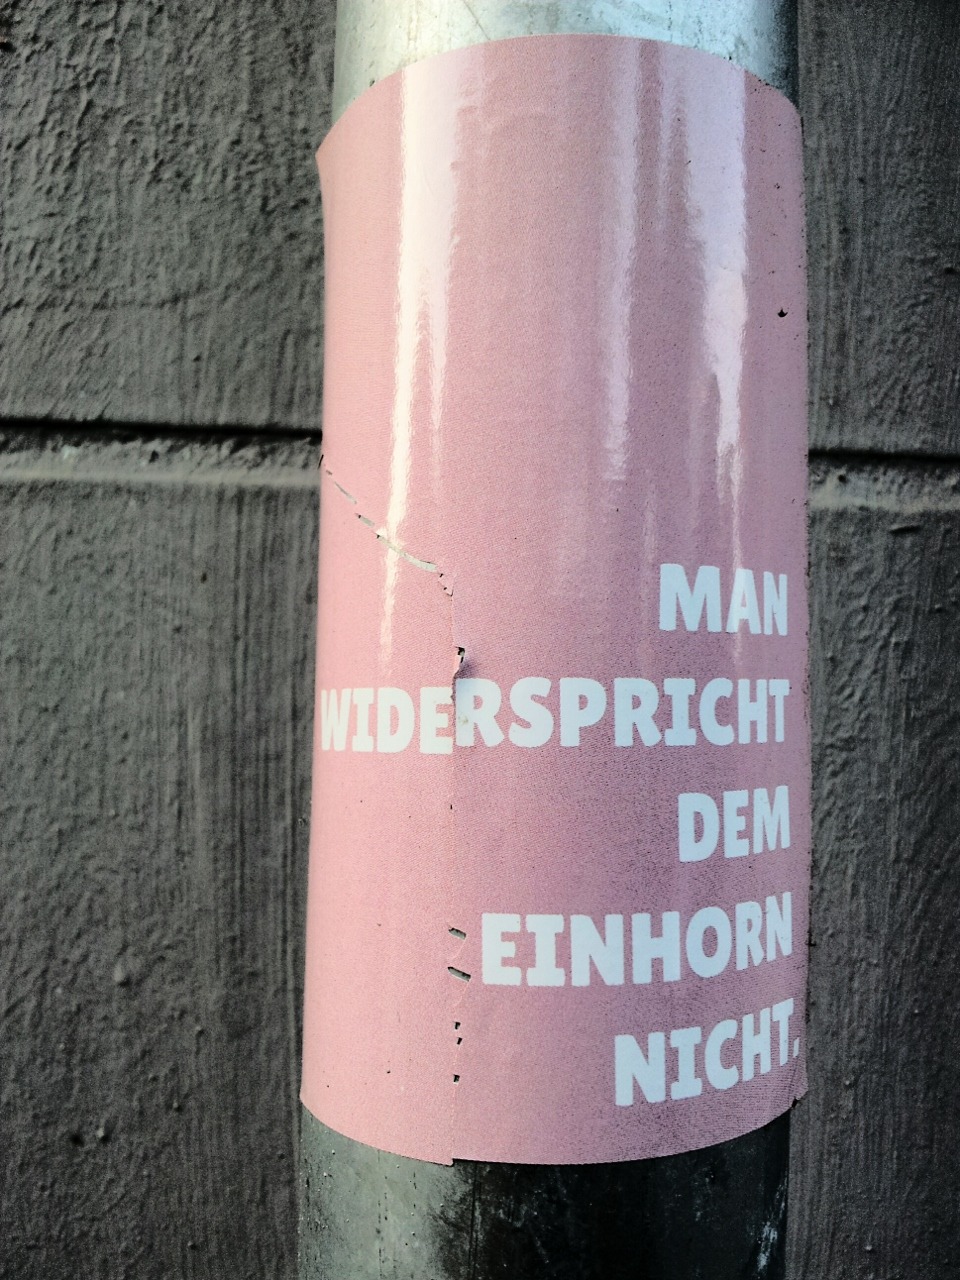 MAN
WIDERSPRICHT
DEM
EINHORN
NICHT.